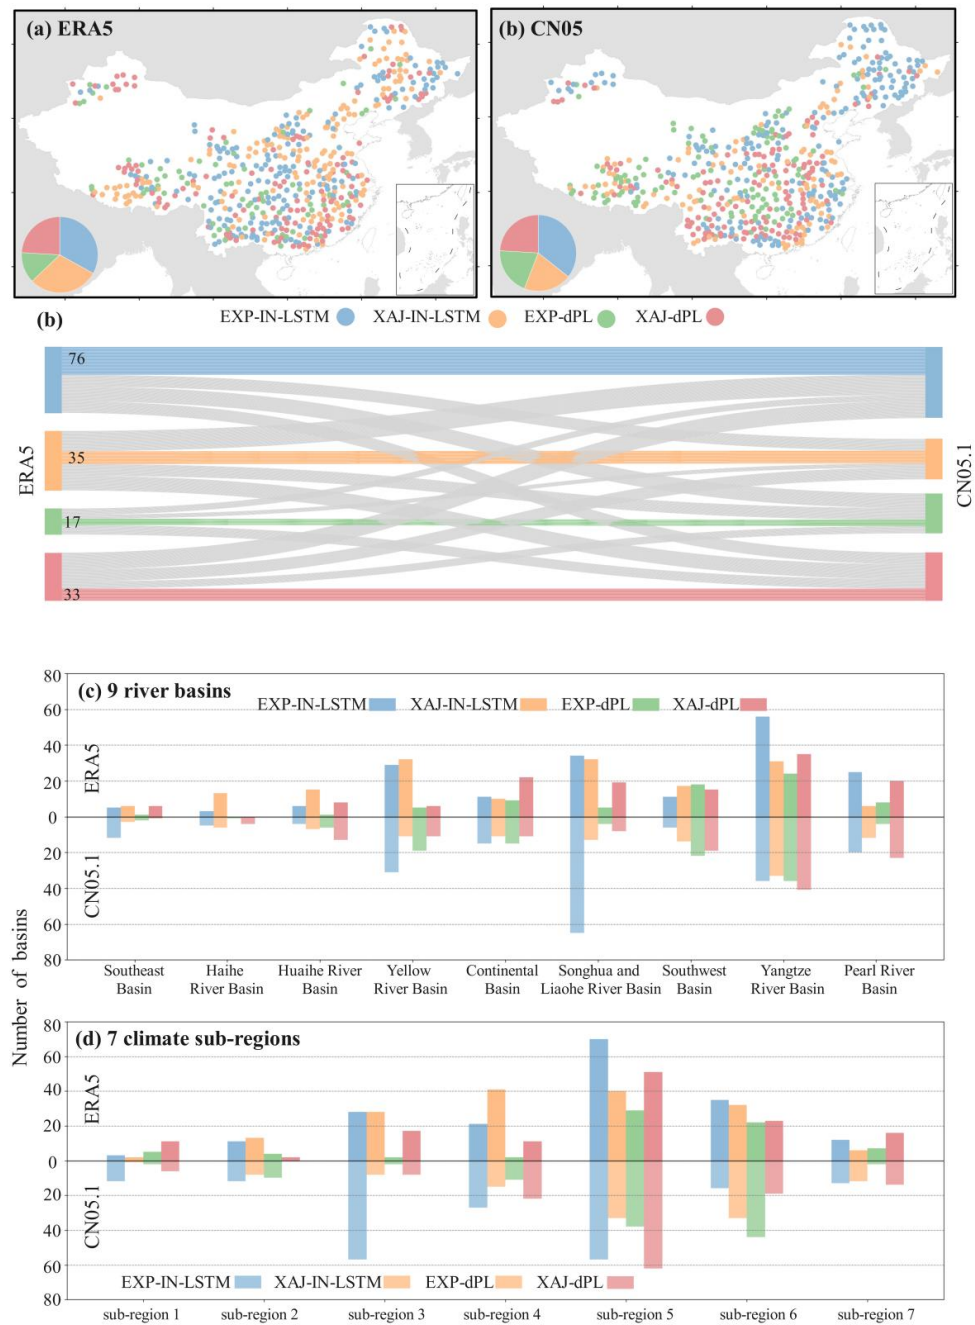 (a) ERA5
(b) CN05
(b)
EXP-IN-LSTM XAJ-IN-LSTM EXP-dPL XAJ-dPL
76
35
17
33
ERA5
CN05.1
Number of basins
(c) 9 river basins
EXP-IN-LSTM XAJ-IN-LSTM EXP-dPL XAJ-dPL
80
60
40
20
0
20
40
60
80
ERA5
CN05.1
Southeast Basin
Haihe River Basin
Huaihe River Basin
Yellow River Basin
Continental Basin
Songhua and Liaohe River Basin
Southwest Basin
Yangtze River Basin
Pearl River Basin
(d) 7 climate sub-regions
80
60
40
20
0
20
40
60
80
ERA5
CN05.1
EXP-IN-LSTM XAJ-IN-LSTM EXP-dPL XAJ-dPL
sub-region 1 sub-region 2 sub-region 3 sub-region 4 sub-region 5 sub-region 6 sub-region 7